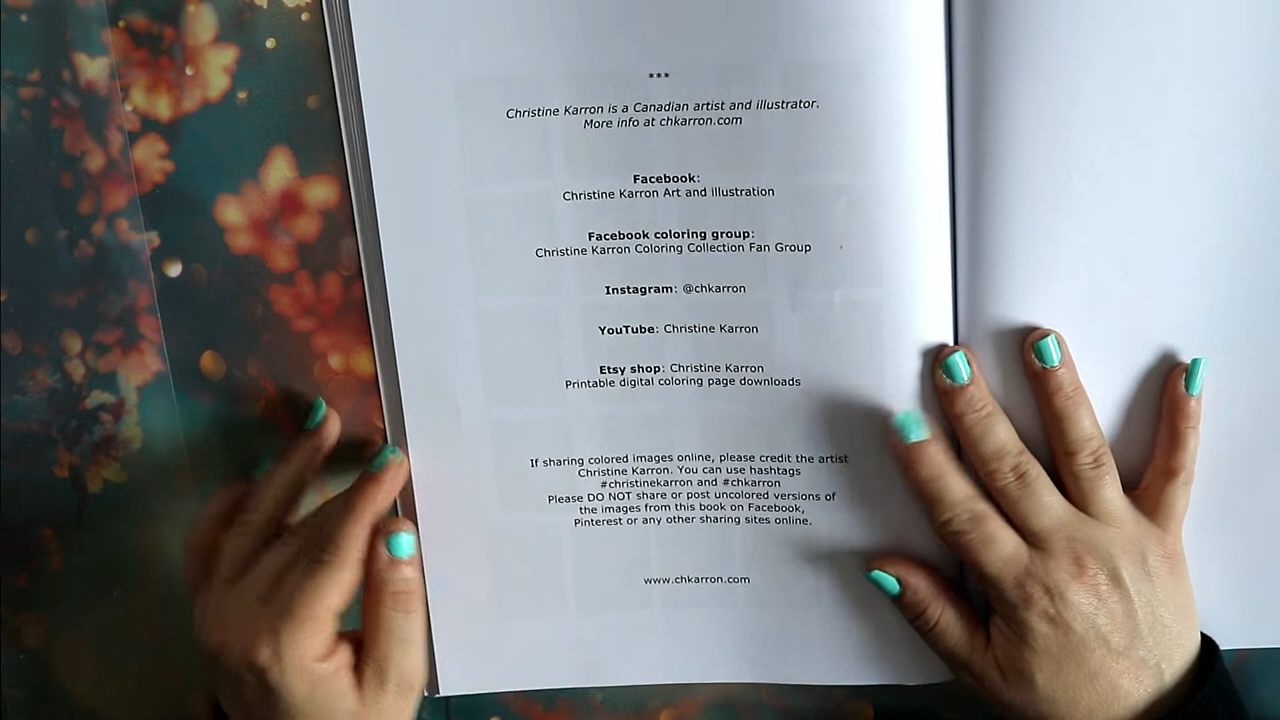 ***
Christine Karron is a Canadian artist and illustrator.
More info at chkarron.com
Facebook:
Christine Karron Art and illustration
Facebook coloring group:
Christine Karron Coloring Collection Fan Group
Instagram: @chkarron
YouTube: Christine Karron
Etsy shop: Christine Karron
Printable digital coloring page downloads
If sharing colored images online, please credit the artist
Christine Karron. You can use hashtags
#christinekarron and #chkarron
Please DO NOT share or post uncolored versions of
the images from this book on Facebook,
Pinterest or any other sharing sites online.
www.chkarron.com